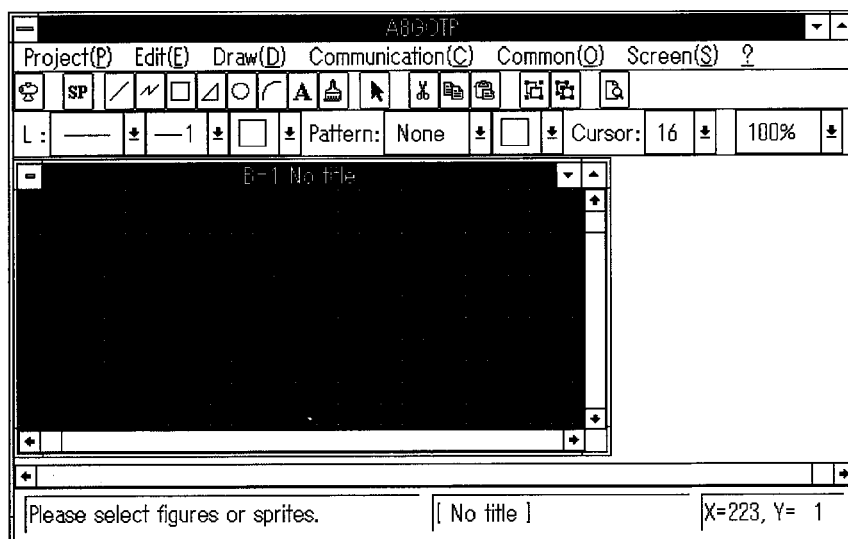 A8GOTP
Project(P) Edit(E) Draw(D) Communication(C) Common(O) Screen(S) ?
SP A
L : 1 Pattern: None Cursor: 16 100%
B-1 No title
Please select figures or sprites. [ No title ] X=223, Y= 1